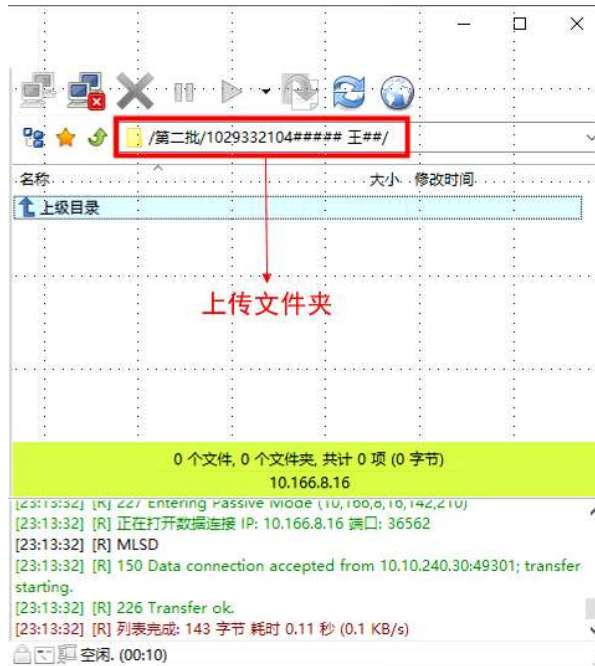 /第二批/1029332104##### 王##/
名称 大小 修改时间
上级目录
上传文件夹
0 个文件, 0 个文件夹, 共计 0 项 (0 字节)
10.166.8.16
[23:13:32] [R] 227 Entering Passive Mode (10,166,8,16,142,210)
[23:13:32] [R] 正在打开数据连接 IP: 10.166.8.16 端口: 36562
[23:13:32] [R] MLSD
[23:13:32] [R] 150 Data connection accepted from 10.10.240.30:49301; transfer
starting.
[23:13:32] [R] 226 Transfer ok.
[23:13:32] [R] 列表完成: 143 字节 耗时 0.11 秒 (0.1 KB/s)
空闲. (00:10)